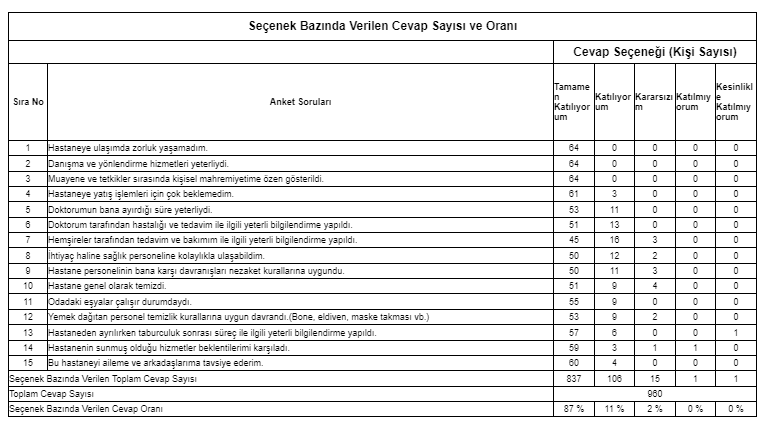 Seçenek Bazında Verilen Cevap Sayısı ve Oranı
Cevap Seçeneği (Kişi Sayısı)
Sıra No Anket Soruları Tamamen Katılıyorum Katılıyorum Kararsızım Katılmıyorum Kesinlikle Katılmıyorum
1 Hastaneye ulaşımda zorluk yaşamadım. 64 0 0 0 0
2 Danışma ve yönlendirme hizmetleri yeterliydi. 64 0 0 0 0
3 Muayene ve tetkikler sırasında kişisel mahremiyetime özen gösterildi. 64 0 0 0 0
4 Hastaneye yatış işlemleri için çok beklemedim. 61 3 0 0 0
5 Doktorumun bana ayırdığı süre yeterliydi. 53 11 0 0 0
6 Doktorum tarafından hastalığı ve tedavim ile ilgili yeterli bilgilendirme yapıldı. 51 13 0 0 0
7 Hemşireler tarafından tedavim ve bakımım ile ilgili yeterli bilgilendirme yapıldı. 45 16 3 0 0
8 İhtiyaç haline sağlık personeline kolaylıkla ulaşabildim. 50 12 2 0 0
9 Hastane personelinin bana karşı davranışları nezaket kurallarına uygundu. 50 11 3 0 0
10 Hastane genel olarak temizdi. 51 9 4 0 0
11 Odadaki eşyalar çalışır durumdaydı. 55 9 0 0 0
12 Yemek dağıtan personel temizlik kurallarına uygun davrandı.(Bone, eldiven, maske takması vb.) 53 9 2 0 0
13 Hastaneden ayrılırken taburculuk sonrası süreç ile ilgili yeterli bilgilendirme yapıldı. 57 6 0 0 1
14 Hastanenin sunmuş olduğu hizmetler beklentilerimi karşıladı. 59 3 1 1 0
15 Bu hastaneyi aileme ve arkadaşlarıma tavsiye ederim. 60 4 0 0 0
Seçenek Bazında Verilen Toplam Cevap Sayısı 837 106 15 1 1
Toplam Cevap Sayısı 960
Seçenek Bazında Verilen Cevap Oranı 87 % 11 % 2 % 0 % 0 %